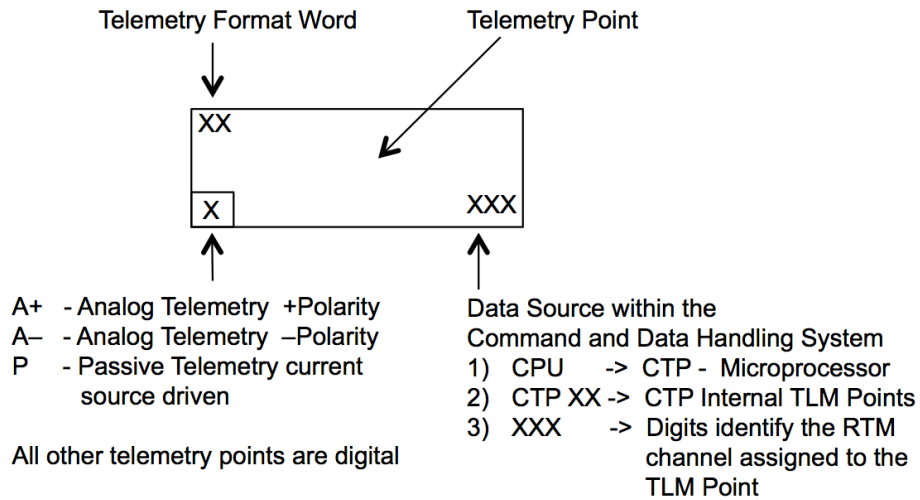 Telemetry Format Word
Telemetry Point
XX
X
XXX
A+ - Analog Telemetry +Polarity
A– - Analog Telemetry –Polarity
P - Passive Telemetry current
source driven
All other telemetry points are digital
Data Source within the
Command and Data Handling System
1) CPU -> CTP - Microprocessor
2) CTP XX -> CTP Internal TLM Points
3) XXX -> Digits identify the RTM
channel assigned to the
TLM Point